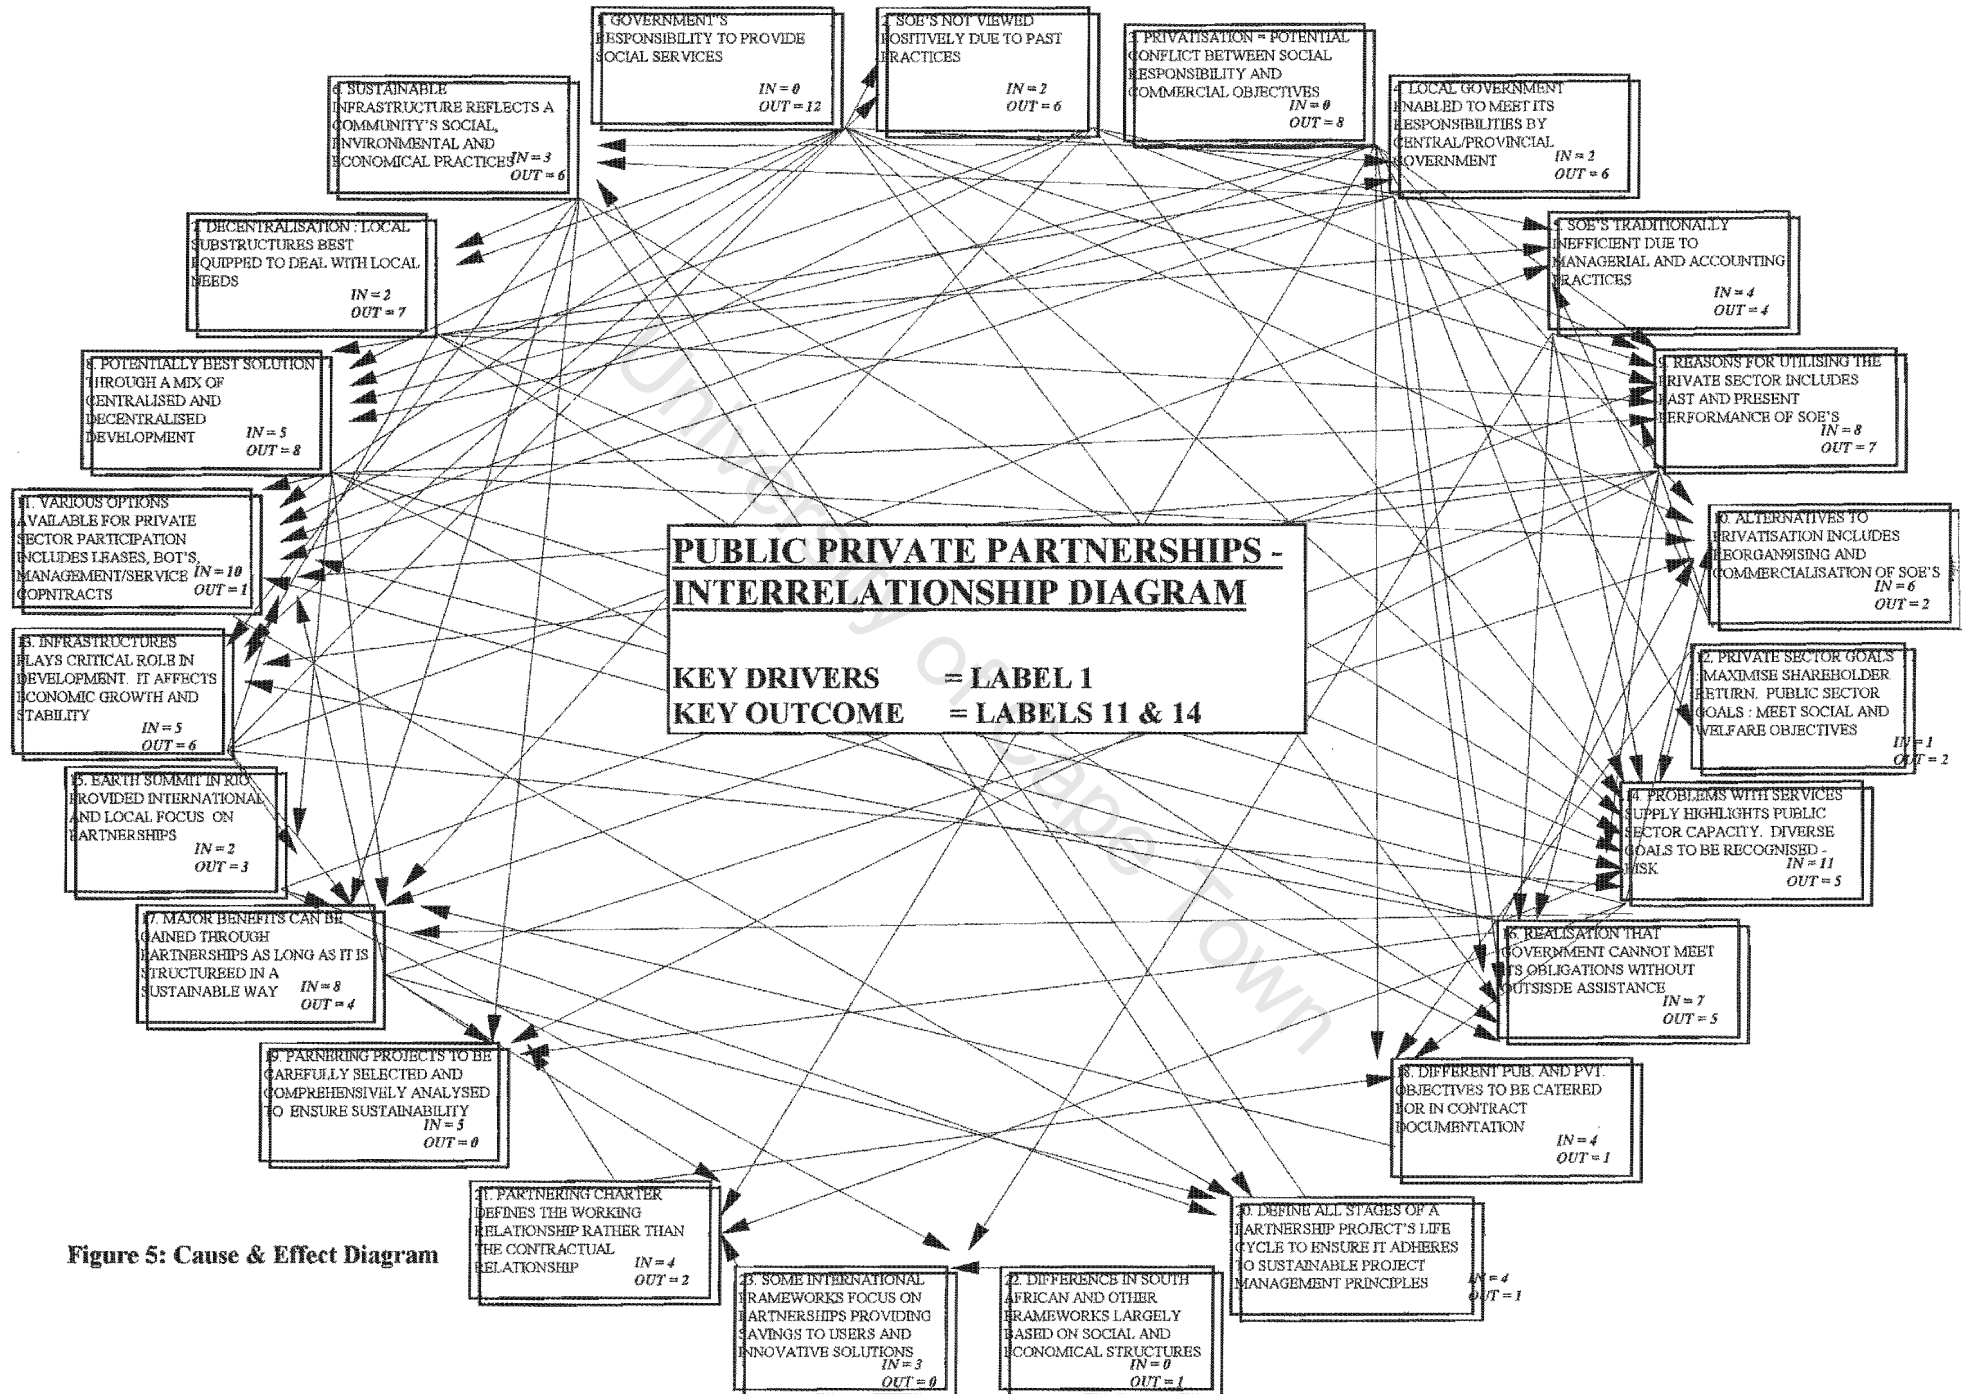 1. GOVERNMENT'S
RESPONSIBILITY TO PROVIDE
SOCIAL SERVICES
IN = 0
OUT = 12
2. SOE'S NOT VIEWED
POSITIVELY DUE TO PAST
PRACTICES
IN = 2
OUT = 6
3. PRIVATISATION = POTENTIAL
CONFLICT BETWEEN SOCIAL
RESPONSIBILITY AND
COMMERCIAL OBJECTIVES
IN = 0
OUT = 8
4. LOCAL GOVERNMENT
ENABLED TO MEET ITS
RESPONSIBILITIES BY
CENTRAL/PROVINCIAL
GOVERNMENT
IN = 2
OUT = 6
6. SUSTAINABLE
INFRASTRUCTURE REFLECTS A
COMMUNITY'S SOCIAL,
ENVIRONMENTAL AND
ECONOMICAL PRACTICES
IN = 3
OUT = 6
5. SOE'S TRADITIONALLY
INEFFICIENT DUE TO
MANAGERIAL AND ACCOUNTING
PRACTICES
IN = 4
OUT = 4
7. DECENTRALISATION : LOCAL
SUBSTRUCTURES BEST
EQUIPPED TO DEAL WITH LOCAL
NEEDS
IN = 2
OUT = 7
8. POTENTIALLY BEST SOLUTION
THROUGH A MIX OF
CENTRALISED AND
DECENTRALISED
DEVELOPMENT
IN = 5
OUT = 8
9. REASONS FOR UTILISING THE
PRIVATE SECTOR INCLUDES
PAST AND PRESENT
PERFORMANCE OF SOE'S
IN = 8
OUT = 7
11. VARIOUS OPTIONS
AVAILABLE FOR PRIVATE
SECTOR PARTICIPATION
INCLUDES LEASES, BOT'S,
MANAGEMENT/SERVICE
COPNTRACTS
IN = 10
OUT = 1
10. ALTERNATIVES TO
PRIVATISATION INCLUDES
REORGAN9ISING AND
COMMERCIALISATION OF SOE'S
IN = 6
OUT = 2
PUBLIC PRIVATE PARTNERSHIPS -
INTERRELATIONSHIP DIAGRAM
KEY DRIVERS = LABEL 1
KEY OUTCOME = LABELS 11 & 14
13. INFRASTRUCTURES
PLAYS CRITICAL ROLE IN
DEVELOPMENT. IT AFFECTS
ECONOMIC GROWTH AND
STABILITY
IN = 5
OUT = 6
12. PRIVATE SECTOR GOALS
: MAXIMISE SHAREHOLDER
RETURN. PUBLIC SECTOR
GOALS : MEET SOCIAL AND
WELFARE OBJECTIVES
IN = 1
OUT = 2
15. EARTH SUMMIT IN RIO
PROVIDED INTERNATIONAL
AND LOCAL FOCUS ON
PARTNERSHIPS
IN = 2
OUT = 3
14. PROBLEMS WITH SERVICES
SUPPLY HIGHLIGHTS PUBLIC
SECTOR CAPACITY. DIVERSE
GOALS TO BE RECOGNISED -
RISK
IN = 11
OUT = 5
17. MAJOR BENEFITS CAN BE
GAINED THROUGH
PARTNERSHIPS AS LONG AS IT IS
STRUCTUREED IN A
SUSTAINABLE WAY
IN = 8
OUT = 4
16. REALISATION THAT
GOVERNMENT CANNOT MEET
ITS OBLIGATIONS WITHOUT
OUTSISDE ASSISTANCE
IN = 7
OUT = 5
19. PARNERING PROJECTS TO BE
CAREFULLY SELECTED AND
COMPREHENSIVELY ANALYSED
TO ENSURE SUSTAINABILITY
IN = 5
OUT = 0
18. DIFFERENT PUB. AND PVT.
OBJECTIVES TO BE CATERED
FOR IN CONTRACT
DOCUMENTATION
IN = 4
OUT = 1
21. PARTNERING CHARTER
DEFINES THE WORKING
RELATIONSHIP RATHER THAN
THE CONTRACTUAL
RELATIONSHIP
IN = 4
OUT = 2
20. DEFINE ALL STAGES OF A
PARTNERSHIP PROJECT'S LIFE
CYCLE TO ENSURE IT ADHERES
TO SUSTAINABLE PROJECT
MANAGEMENT PRINCIPLES
IN = 4
OUT = 1
23. SOME INTERNATIONAL
FRAMEWORKS FOCUS ON
PARTNERSHIPS PROVIDING
SAVINGS TO USERS AND
INNOVATIVE SOLUTIONS
IN = 3
OUT = 0
22. DIFFERENCE IN SOUTH
AFRICAN AND OTHER
FRAMEWORKS LARGELY
BASED ON SOCIAL AND
ECONOMICAL STRUCTURES
IN = 0
OUT = 1
Figure 5: Cause & Effect Diagram
University of Cape Town